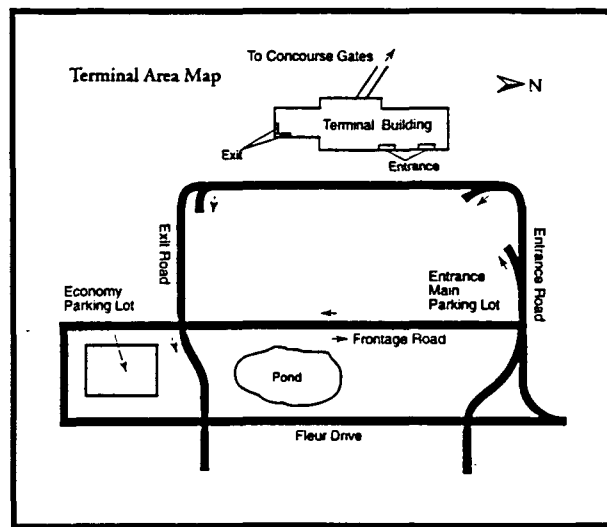 To Concourse Gates
Terminal Area Map
N
Terminal Building
Exit
Entrance
Exit Road
Entrance Road
Entrance
Main
Parking Lot
Economy
Parking Lot
Frontage Road
Pond
Fleur Drive